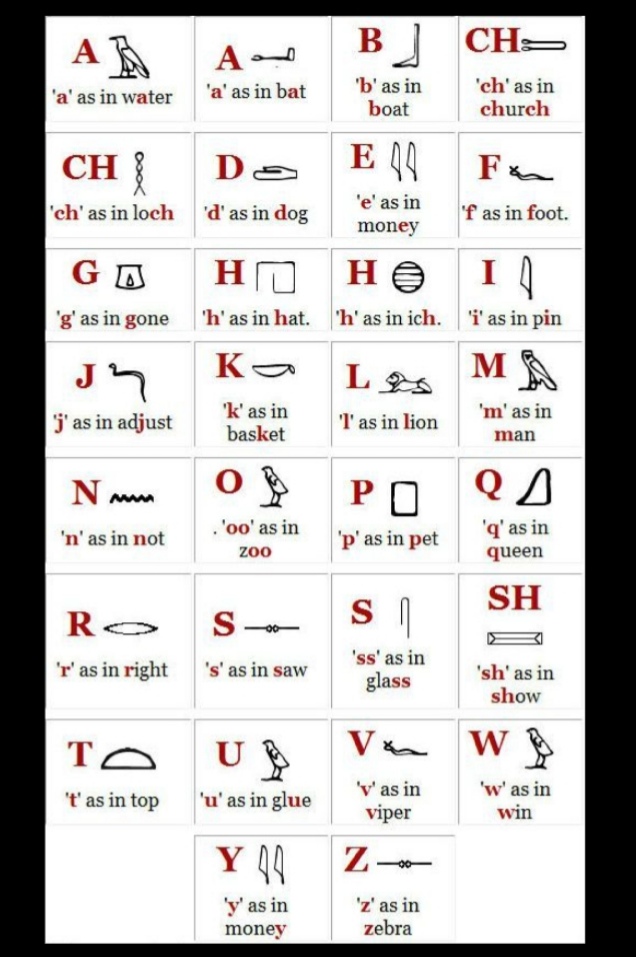 A
'a' as in water
A
'a' as in bat
B
'b' as in
boat
CH
'ch' as in
church
CH
'ch' as in loch
D
'd' as in dog
E
'e' as in
money
F
'f' as in foot.
G
'g' as in gone
H
'h' as in hat.
H
'h' as in ich.
I
'i' as in pin
J
'j' as in adjust
K
'k' as in
basket
L
'l' as in lion
M
'm' as in
man
N
'n' as in not
O
. 'oo' as in
zoo
P
'p' as in pet
Q
'q' as in
queen
R
'r' as in right
S
's' as in saw
S
'ss' as in
glass
SH
'sh' as in
show
T
't' as in top
U
'u' as in glue
V
'v' as in
viper
W
'w' as in
win
Y
'y' as in
money
Z
'z' as in
zebra